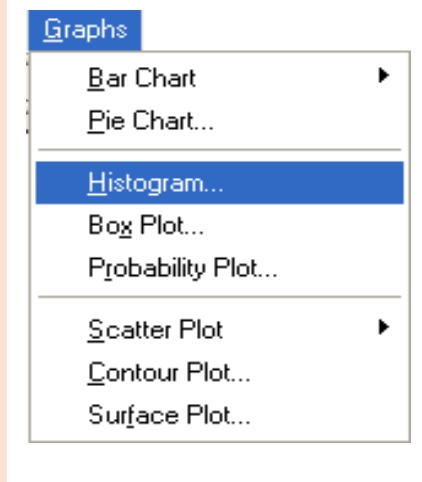 Graphs
Bar Chart
Pie Chart...
Histogram...
Box Plot...
Probability Plot...
Scatter Plot
Contour Plot...
Surface Plot...